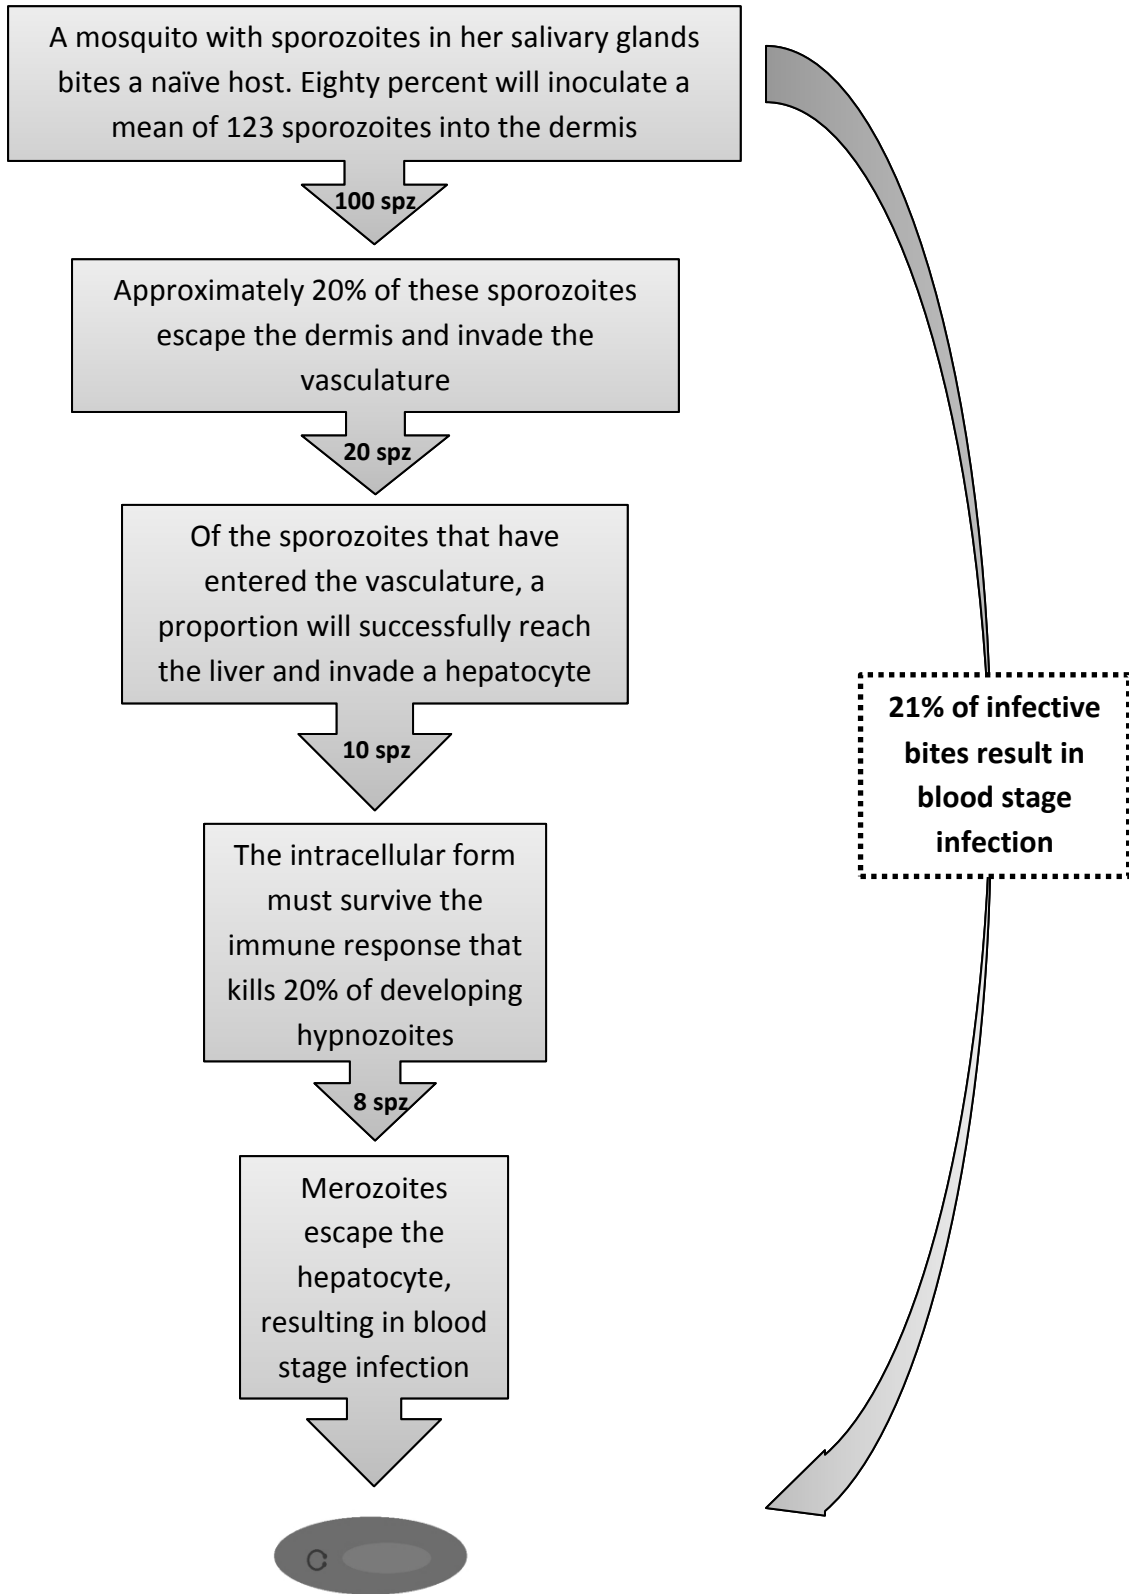 A mosquito with sporozoites in her salivary glands
bites a naïve host. Eighty percent will inoculate a
mean of 123 sporozoites into the dermis
100 spz
Approximately 20% of these sporozoites
escape the dermis and invade the
vasculature
20 spz
Of the sporozoites that have
entered the vasculature, a
proportion will successfully reach
the liver and invade a hepatocyte
10 spz
The intracellular form
must survive the
immune response that
kills 20% of developing
hypnozoites
8 spz
Merozoites
escape the
hepatocyte,
resulting in blood
stage infection
21% of infective
bites result in
blood stage
infection